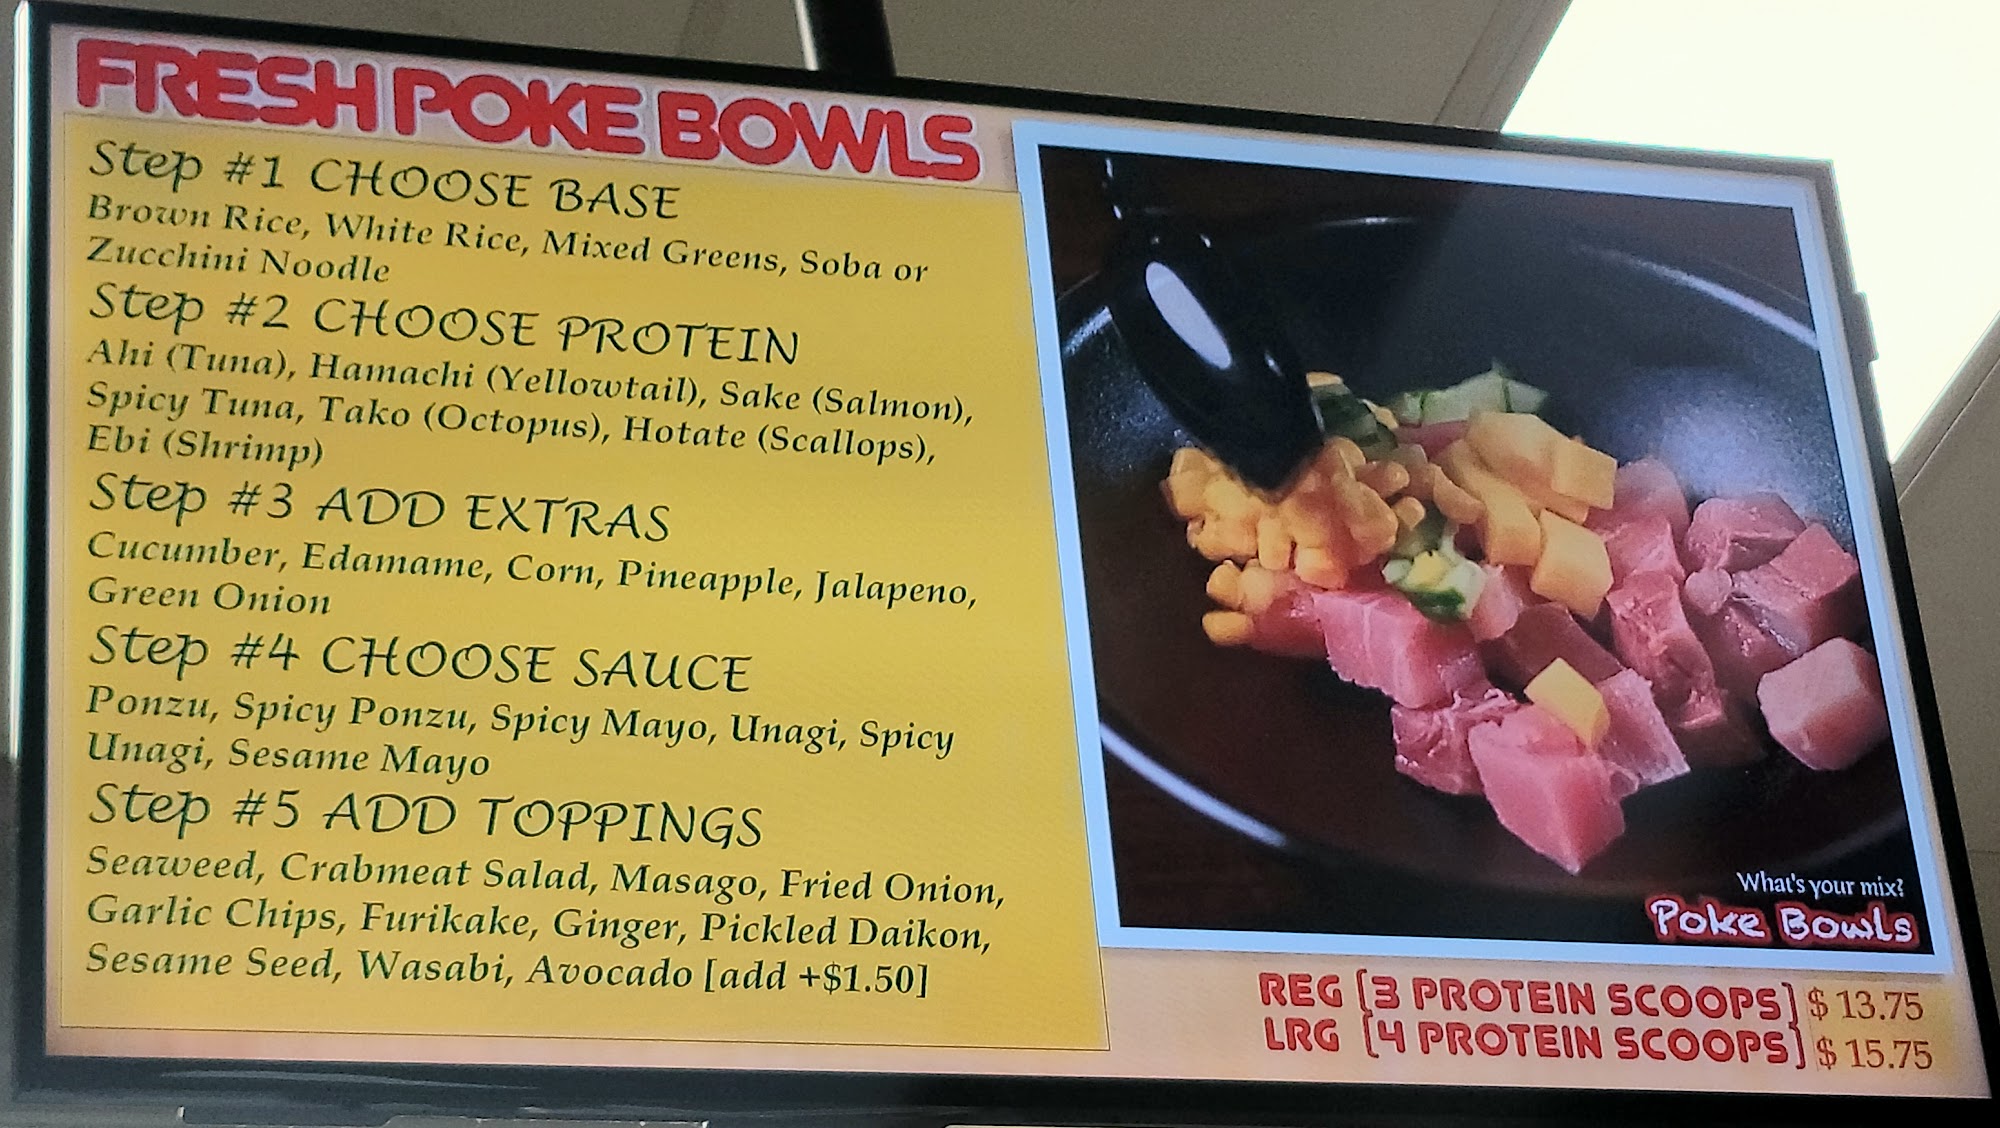 FRESH POKE BOWLS
Step #1 CHOOSE BASE
Brown Rice, White Rice, Mixed Greens, Soba or
Zucchini Noodle
Step #2 CHOOSE PROTEIN
Ahi (Tuna), Hamachi (Yellowtail), Sake (Salmon),
Spicy Tuna, Tako (Octopus), Hotate (Scallops),
Ebi (Shrimp)
Step #3 ADD EXTRAS
Cucumber, Edamame, Corn, Pineapple, Jalapeno,
Green Onion
Step #4 CHOOSE SAUCE
Ponzu, Spicy Ponzu, Spicy Mayo, Unagi, Spicy
Unagi, Sesame Mayo
Step #5 ADD TOPPINGS
Seaweed, Crabmeat Salad, Masago, Fried Onion,
Garlic Chips, Furikake, Ginger, Pickled Daikon,
Sesame Seed, Wasabi, Avocado [add +$1.50]
What's your mix?
Poke Bowls
REG [3 PROTEIN SCOOPS] $ 13.75
LRG [4 PROTEIN SCOOPS] $ 15.75